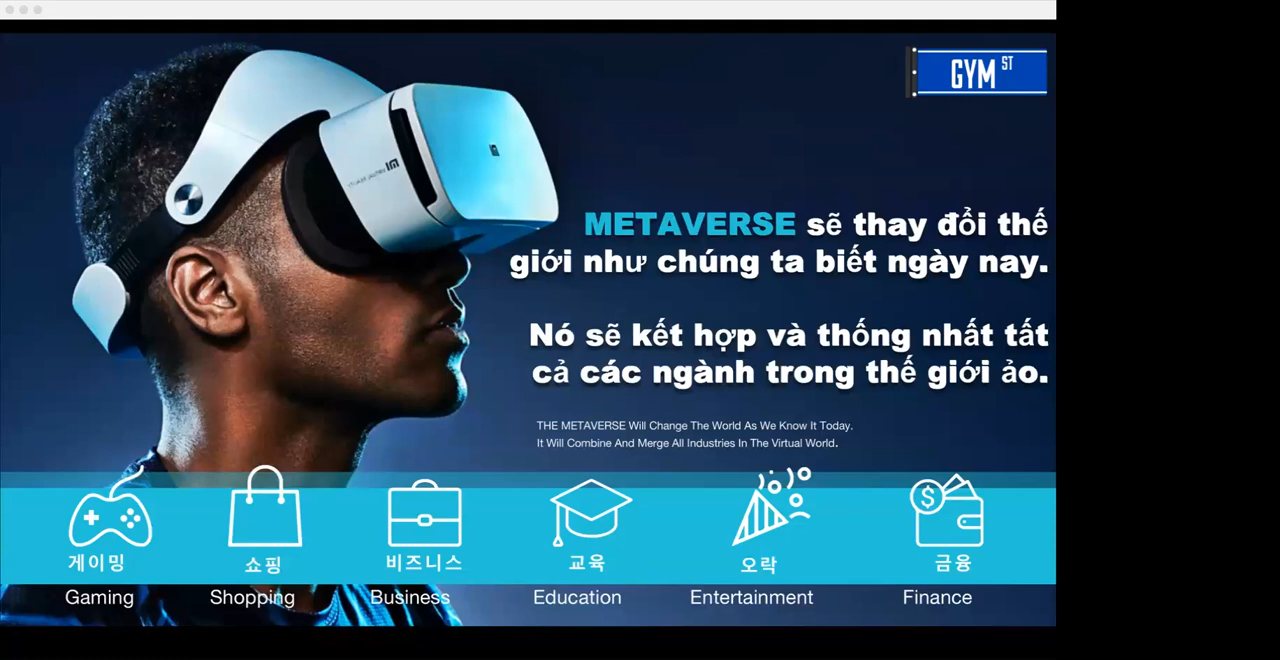 GYM ST
METAVERSE sẽ thay đổi thế
giới như chúng ta biết ngày nay.
Nó sẽ kết hợp và thống nhất tất
cả các ngành trong thế giới ảo.
THE METAVERSE Will Change The World As We Know It Today.
It Will Combine And Merge All Industries In The Virtual World.
게이밍 쇼핑 비즈니스 교육 오락 금융
Gaming Shopping Business Education Entertainment Finance